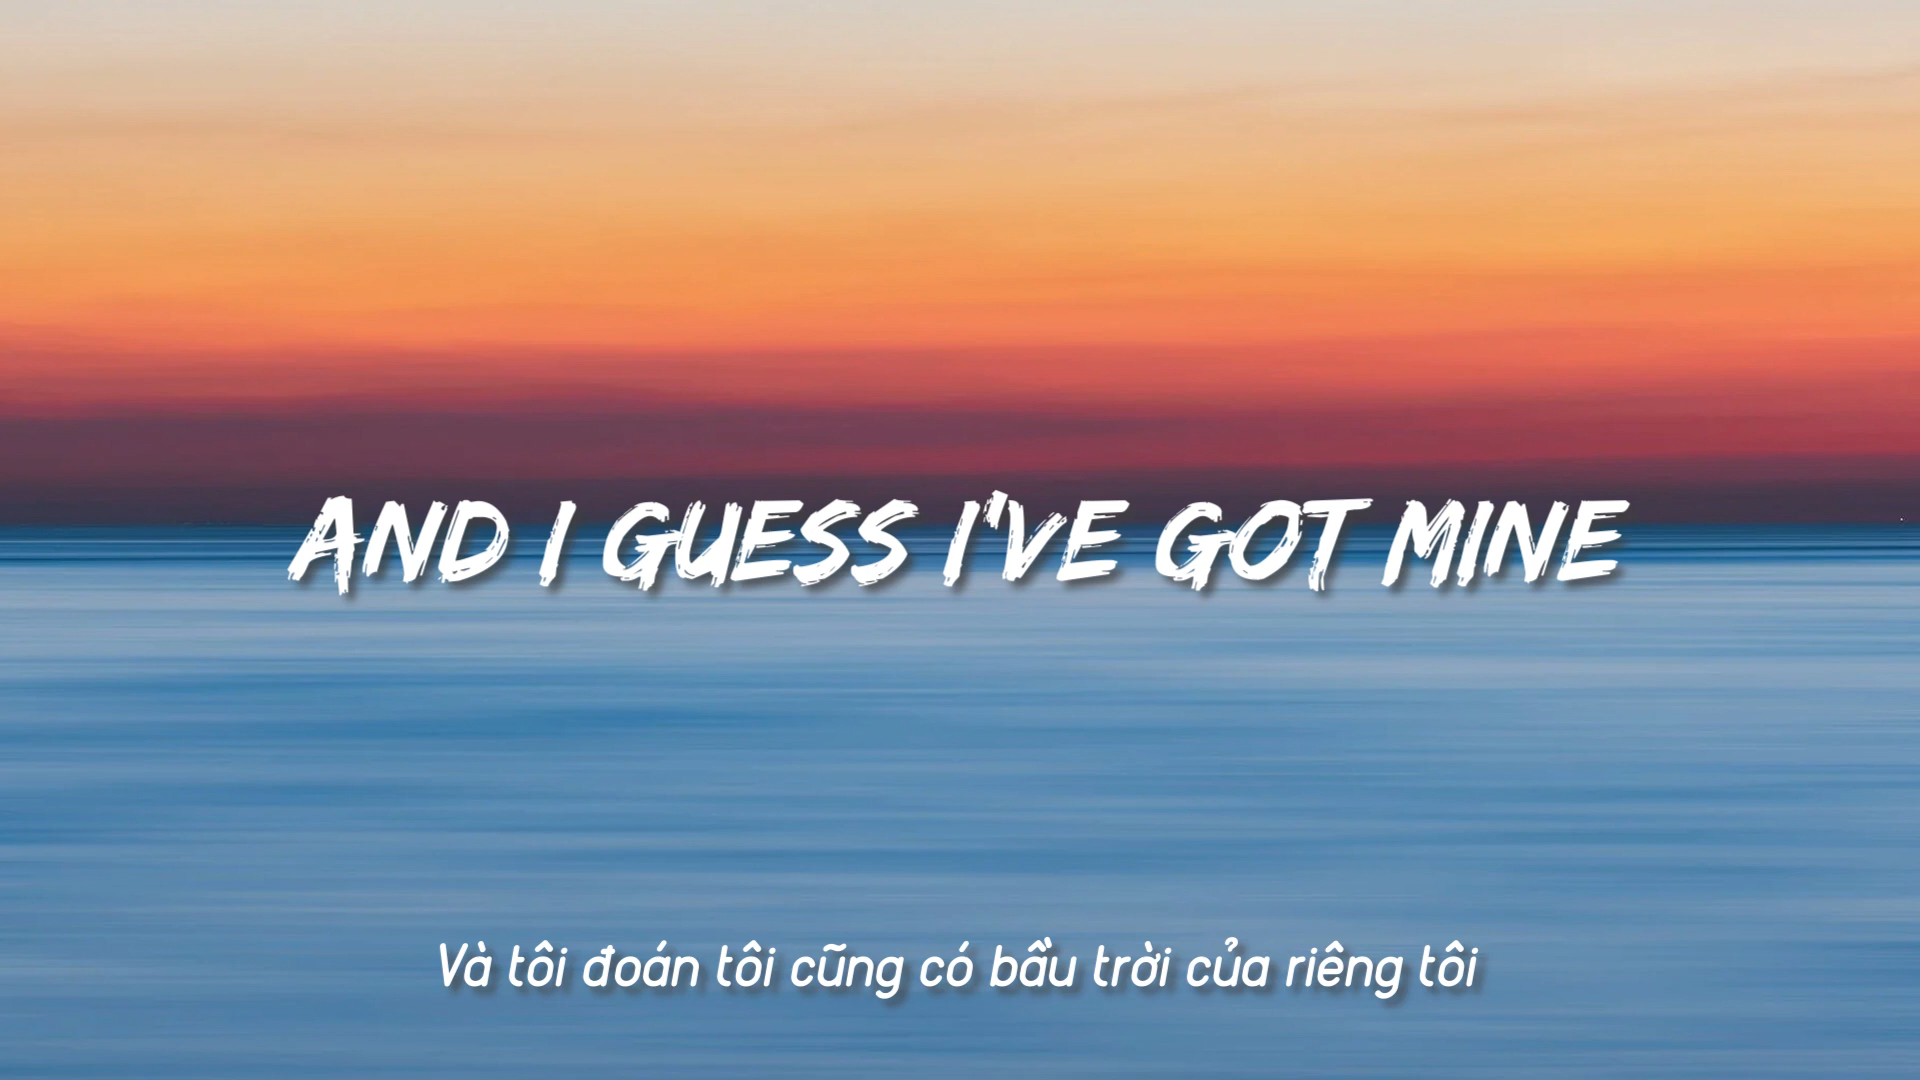 AND I GUESS I'VE GOT MINE
Và tôi đoán tôi cũng có bầu trời của riêng tôi